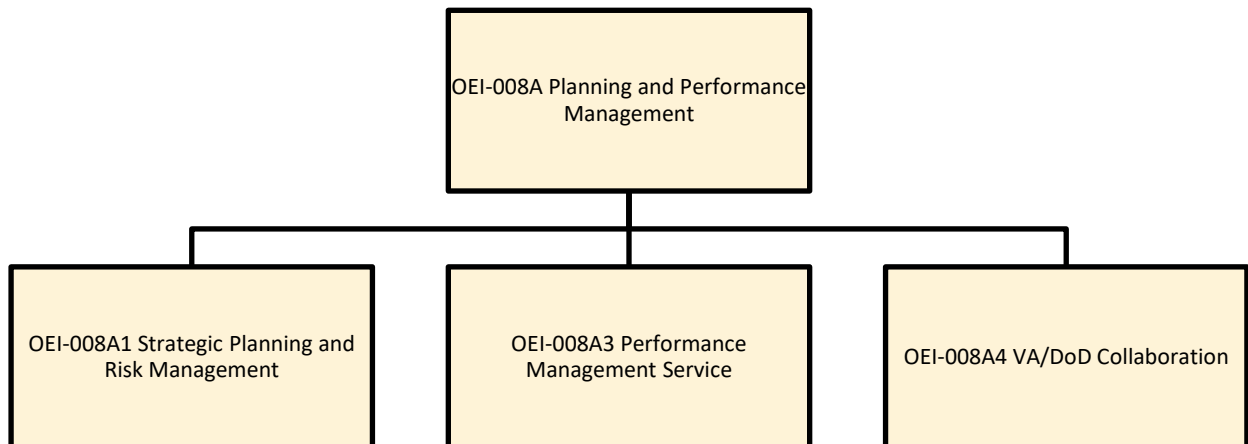 OEI-008A Planning and Performance
Management
OEI-008A1 Strategic Planning and
Risk Management
OEI-008A3 Performance
Management Service
OEI-008A4 VA/DoD Collaboration